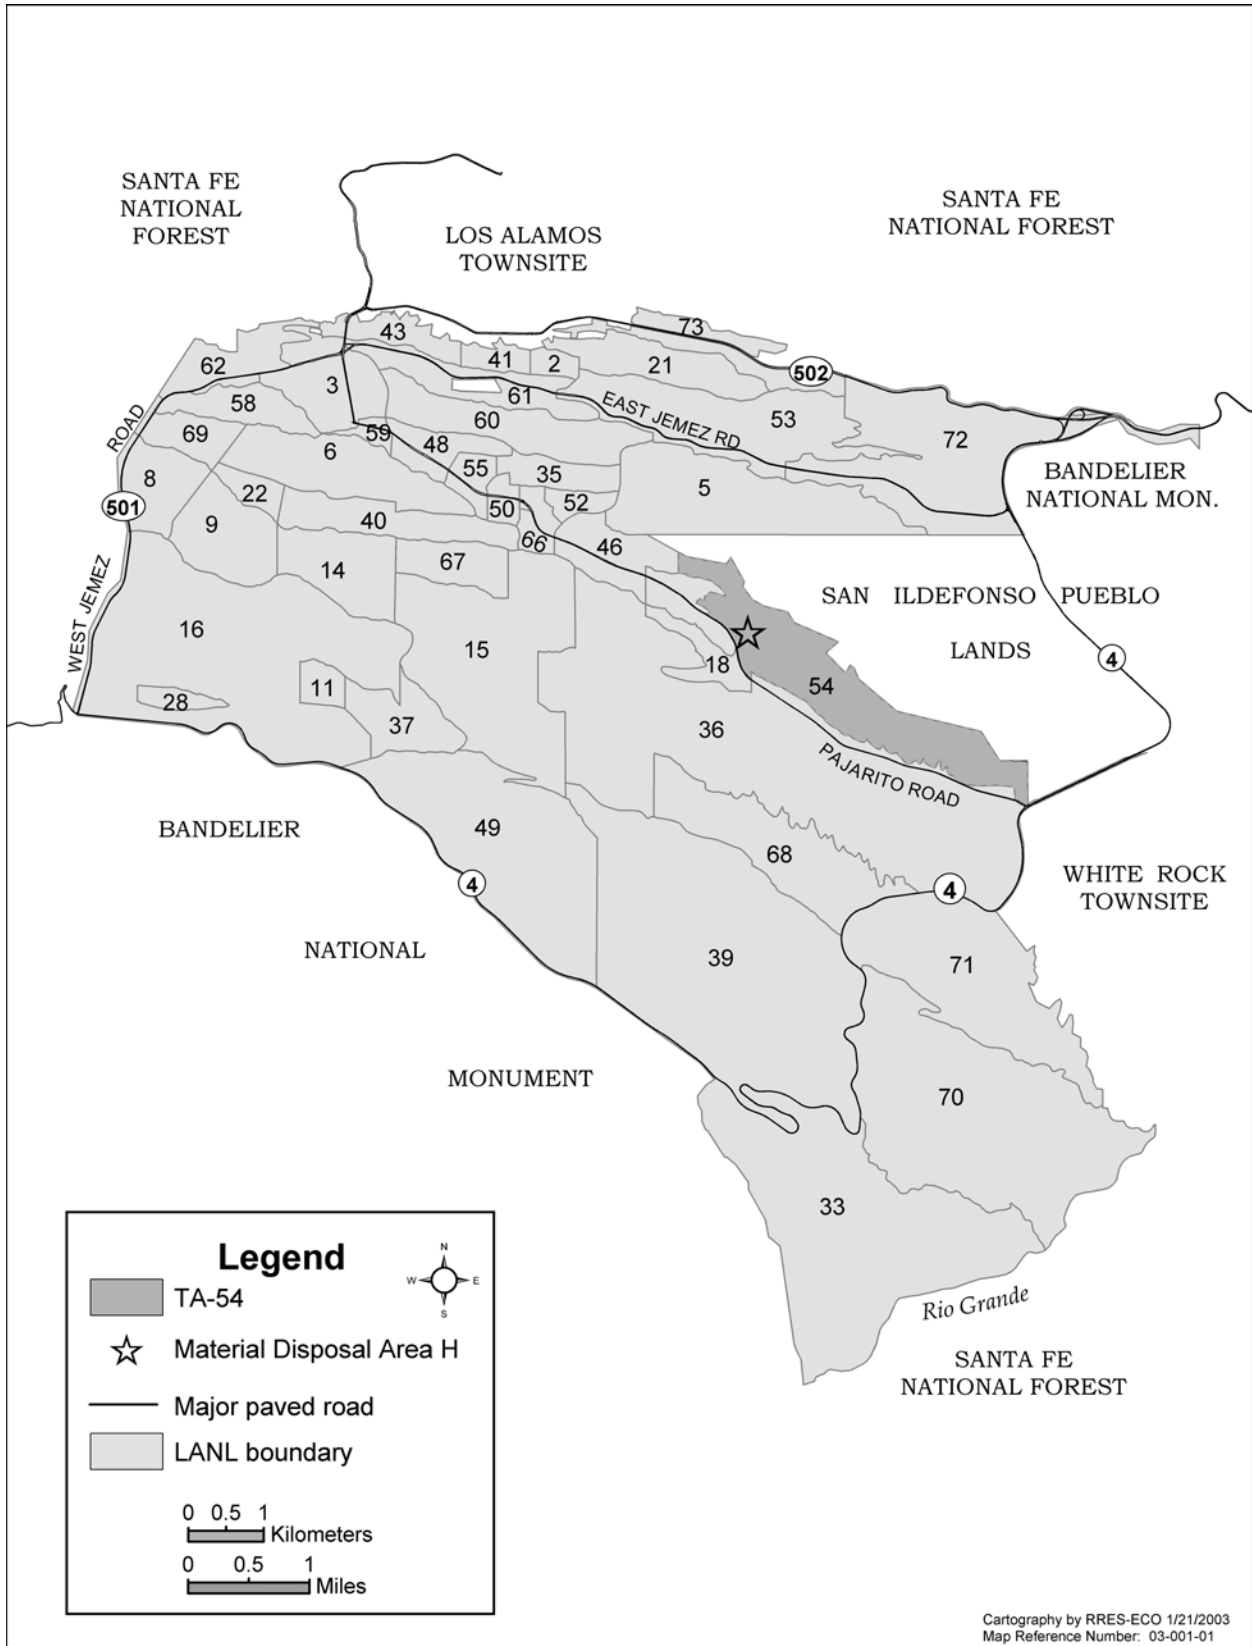 SANTA FE
NATIONAL
FOREST
LOS ALAMOS
TOWNSITE
SANTA FE
NATIONAL FOREST
73
43
502
62
41
2
21
3
61
EAST JEMEZ RD
58
53
60
72
ROAD
69
59
48
6
55
35
BANDELIER
NATIONAL MON.
8
22
5
501
50
52
9
40
66
46
67
14
WEST JEMEZ
SAN ILDEFONSO PUEBLO
LANDS
16
15
18
4
11
54
28
37
36
PAJARITO ROAD
BANDELIER
49
68
4
4
WHITE ROCK
TOWNSITE
NATIONAL
39
71
MONUMENT
70
33
Rio Grande
SANTA FE
NATIONAL FOREST
Legend
N
W E
S
TA-54
Material Disposal Area H
Major paved road
LANL boundary
0 0.5 1
Kilometers
0 0.5 1
Miles
Cartography by RRES-ECO 1/21/2003
Map Reference Number: 03-001-01